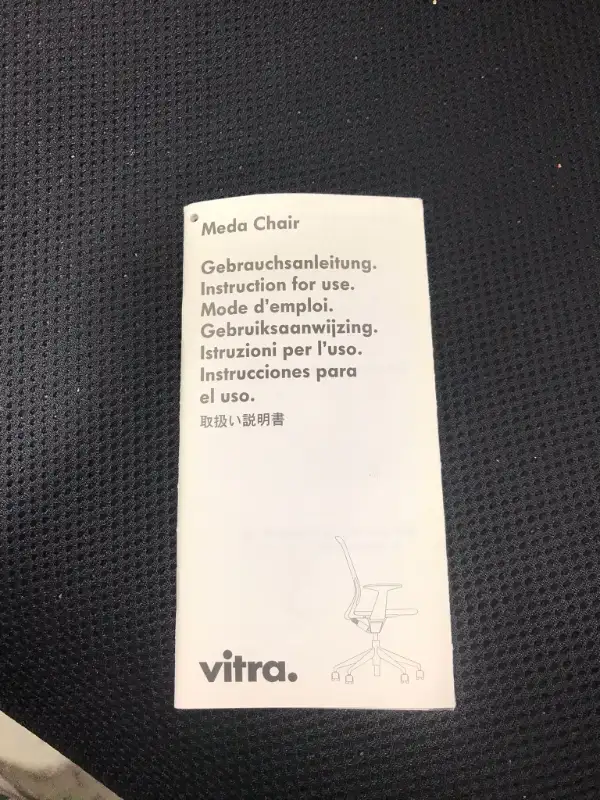 Meda Chair
Gebrauchsanleitung.
Instruction for use.
Mode d'emploi.
Gebruiksaanwijzing.
Istruzioni per l'uso.
Instrucciones para
el uso.
取扱い説明書
vitra.